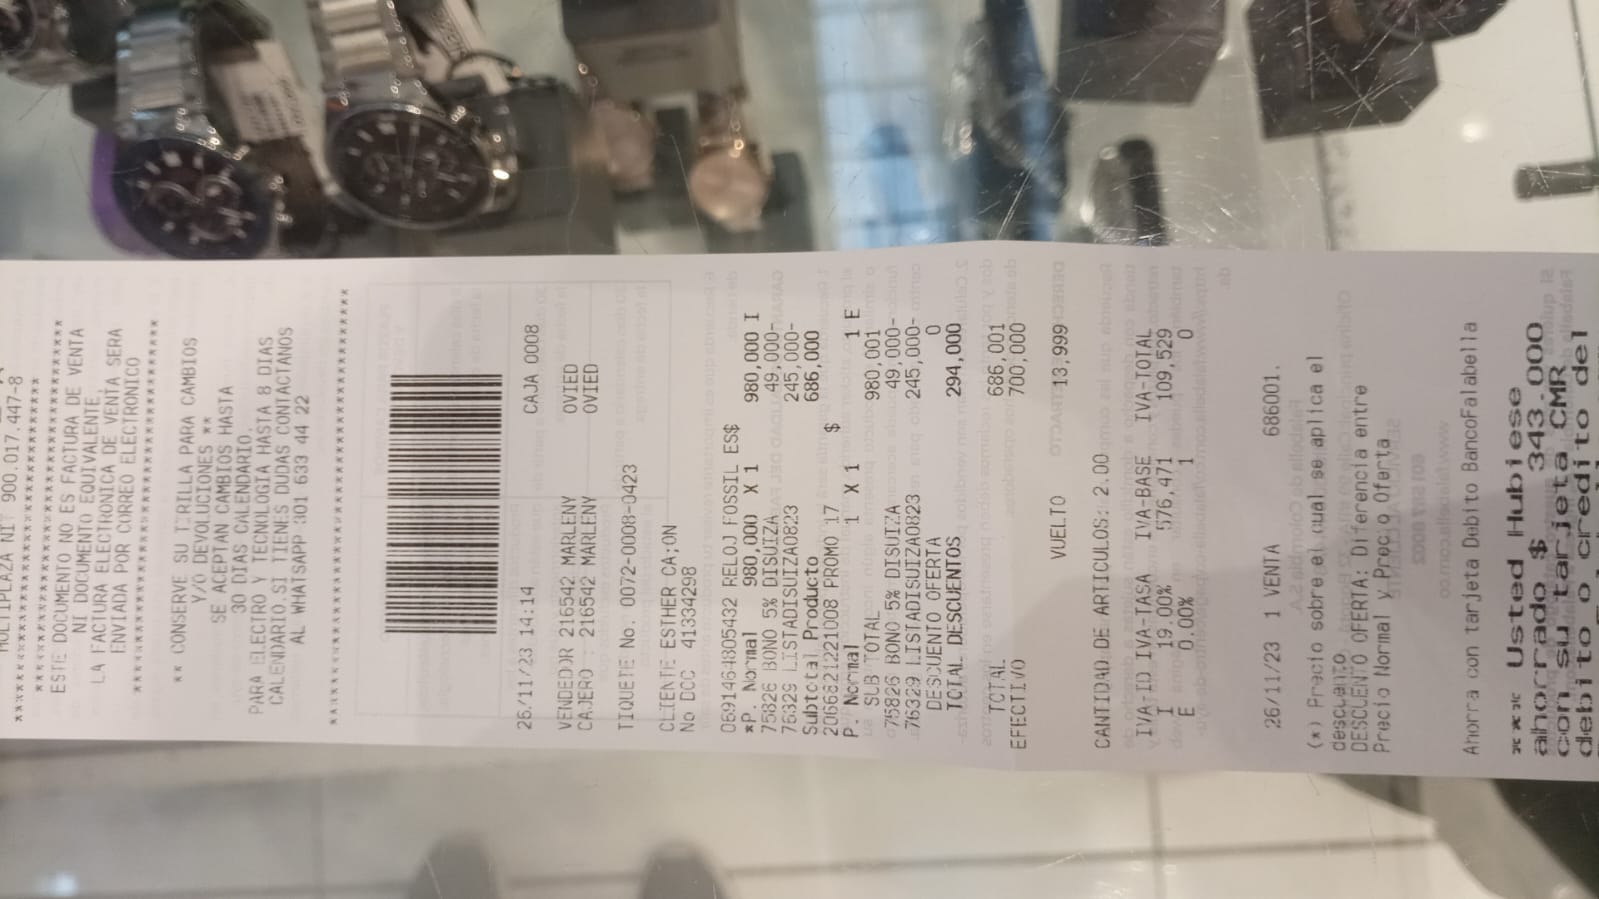 MULTIPLAZA NIT 900.017.447-8
***********************************
ESTE DOCUMENTO NO ES FACTURA DE VENTA
NI DOCUMENTO EQUIVALENTE,
LA FACTURA ELECTRONICA DE VENTA SERA
ENVIADA POR CORREO ELECTRONICO
***********************************
** CONSERVE SU TIRILLA PARA CAMBIOS
Y/O DEVOLUCIONES **
SE ACEPTAN CAMBIOS HASTA
30 DIAS CALENDARIO.
PARA ELECTRO Y TECNOLOGIA HASTA 8 DIAS
CALENDARIO.SI TIENES DUDAS CONTACTANOS
AL WHATSAPP 301 633 44 22
***********************************
26/11/23 14:14 CAJA 0008
VENDEDOR 216542 MARLENY OVIED
CAJERO : 216542 MARLENY OVIED
TIQUETE No. 0072-0008-0423
CLIENTE ESTHER CA;ON
No DCC 41334298
0691464805432 RELOJ FOSSIL ES$
*P. Normal 980,000 X 1 980,000 I
75826 BONO 5% DISUIZA 49,000-
76329 LISTADISUIZA0823 245,000-
Subtotal Producto 686,000
2066821221008 PROMO 17 $
P. Normal 1 X 1 1 E
SUB TOTAL 980,001
75826 BONO 5% DISUIZA 49,000-
76329 LISTADISUIZA0823 245,000-
DESCUENTO OFERTA 0
TOTAL DESCUENTOS 294,000
TOTAL 686,001
EFECTIVO 700,000
VUELTO 13,999
CANTIDAD DE ARTICULOS: 2.00
IVA-ID IVA-TASA IVA-BASE IVA-TOTAL
I 19.00% 576,471 109,529
E 0.00% 1 0
26/11/23 1 VENTA 686001.
(*) Precio sobre el cual se aplica el
descuento
DESCUENTO OFERTA: Diferencia entre
Precio Normal y Precio Oferta
Ahorra con tarjeta Debito BancoFalabella
*** Usted Hubiese
ahorrado $ 343.000
con su tarjeta CMR
debito o credito del